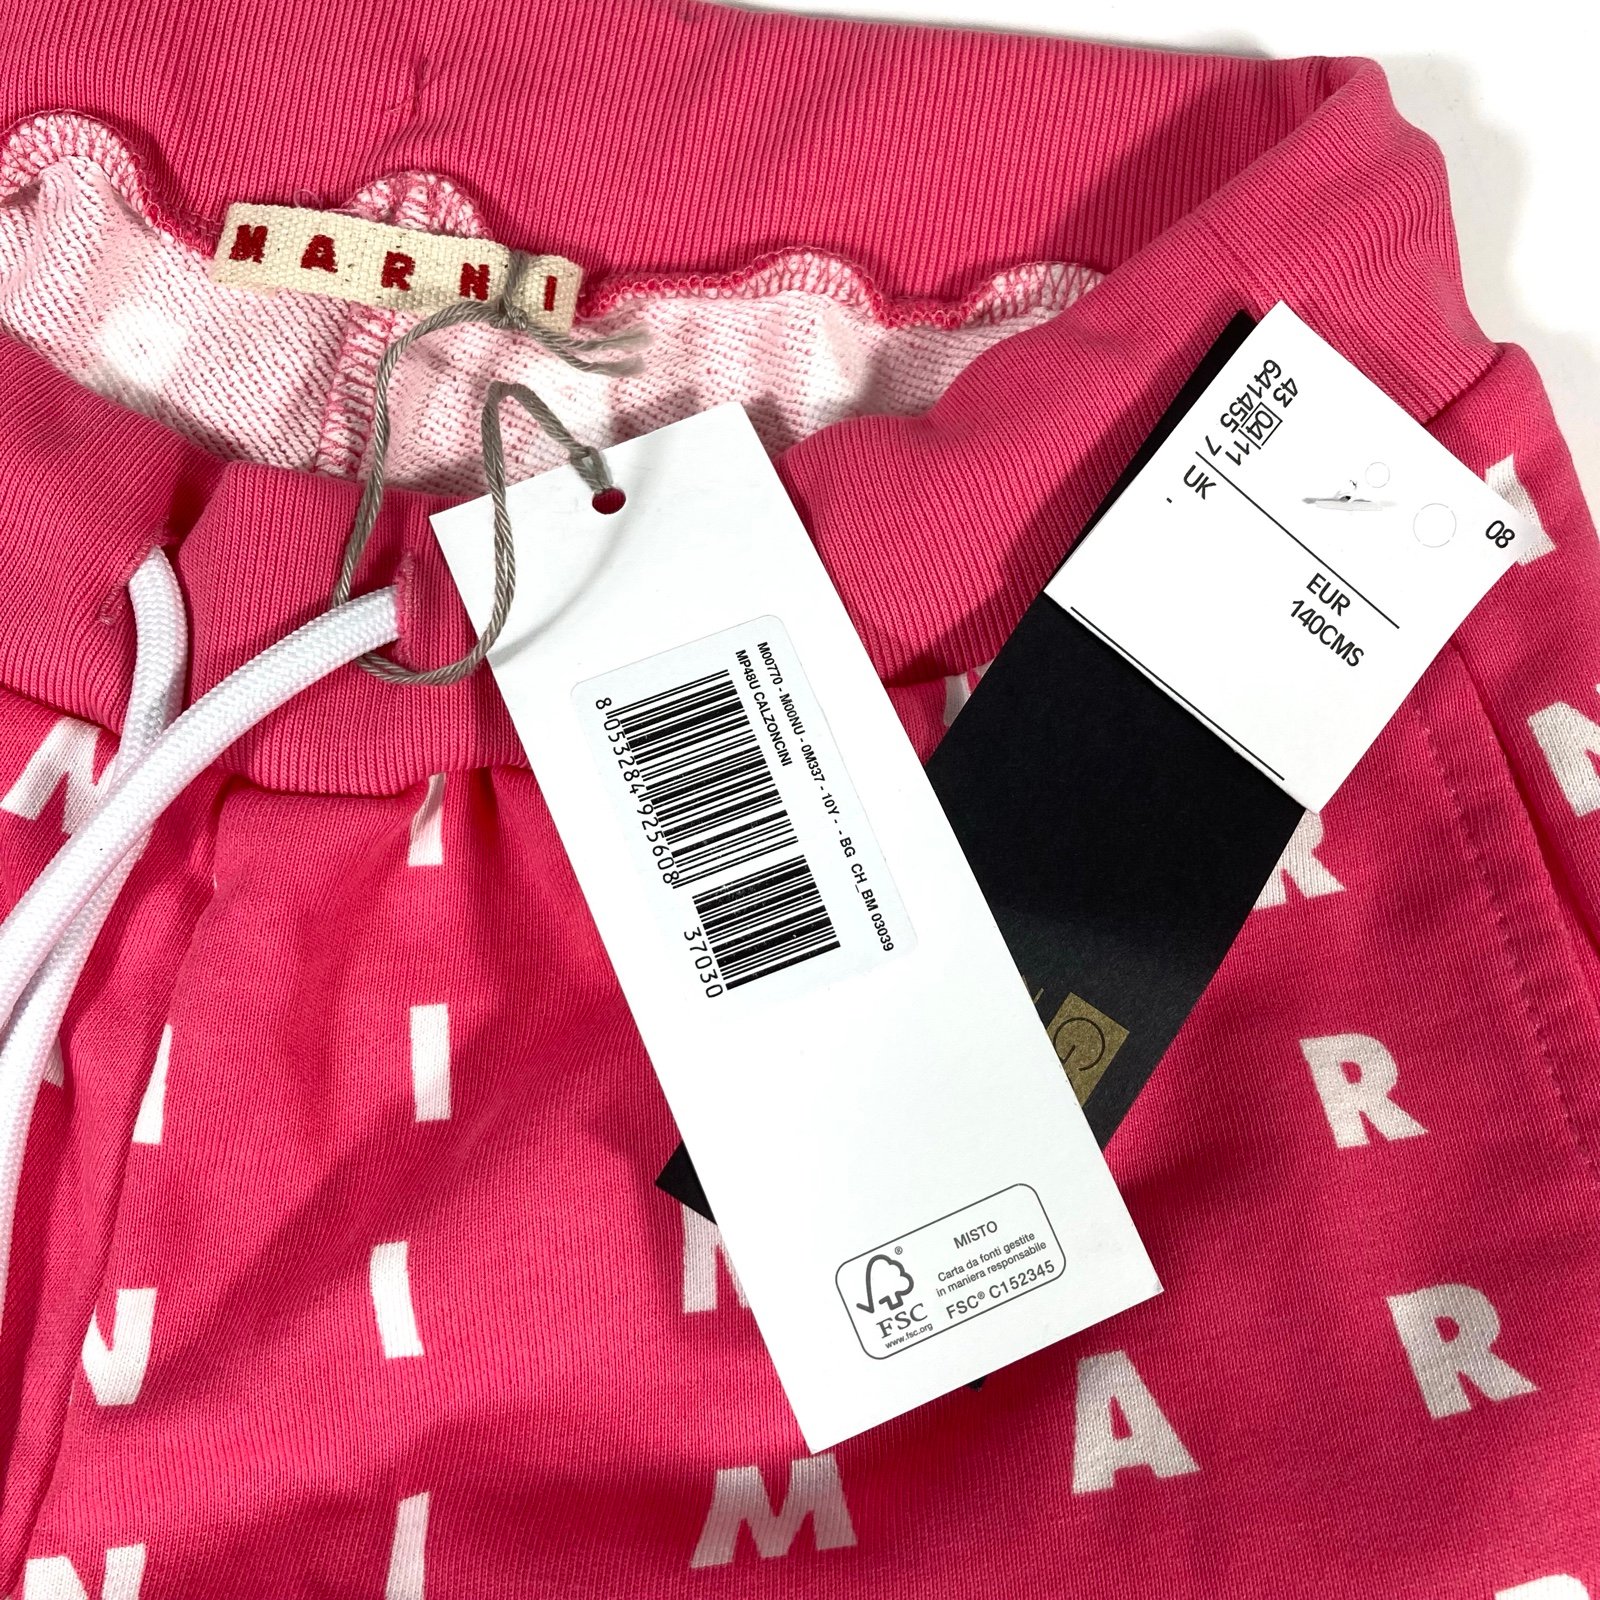 MARNI
43 04 11
641455 7
UK
-
08
EUR
140CMS
M00770 - M00NU - 0M337 - 10Y - -BG CH_BM 03039
MP48U CALZONCINI
8 053284 925608
37030
G
MISTO
Carta da fonti gestite
in maniera responsabile
FSC® C152345
FSC
www.fsc.org
N I R N
I R
N I M A R
N I M